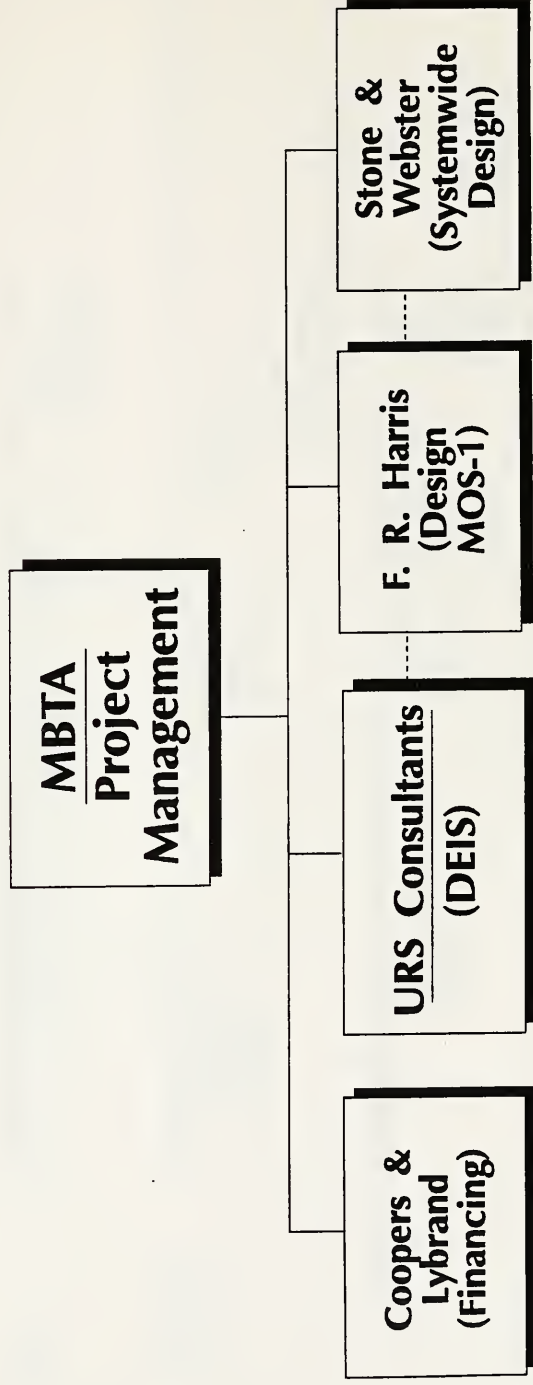 MBTA
Project
Management
Coopers &
Lybrand
(Financing)
URS Consultants
(DEIS)
F. R. Harris
(Design
MOS-1)
Stone &
Webster
(Systemwide
Design)